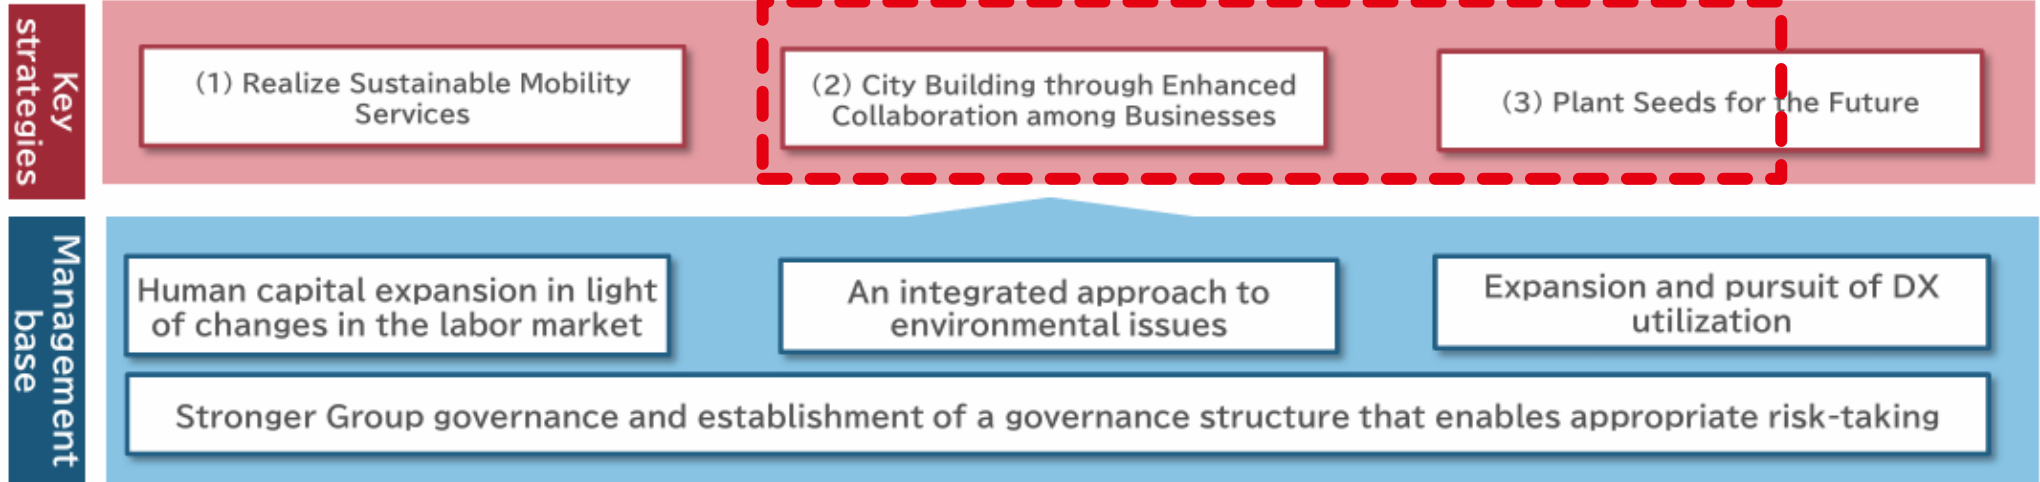 Key
strategies
(1) Realize Sustainable Mobility
Services
(2) City Building through Enhanced
Collaboration among Businesses
(3) Plant Seeds for the Future
Management
base
Human capital expansion in light
of changes in the labor market
An integrated approach to
environmental issues
Expansion and pursuit of DX
utilization
Stronger Group governance and establishment of a governance structure that enables appropriate risk-taking